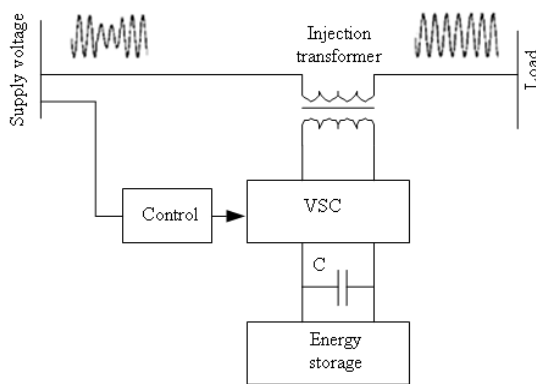 Supply voltage
Injection
transformer
Load
Control
VSC
C
Energy
storage